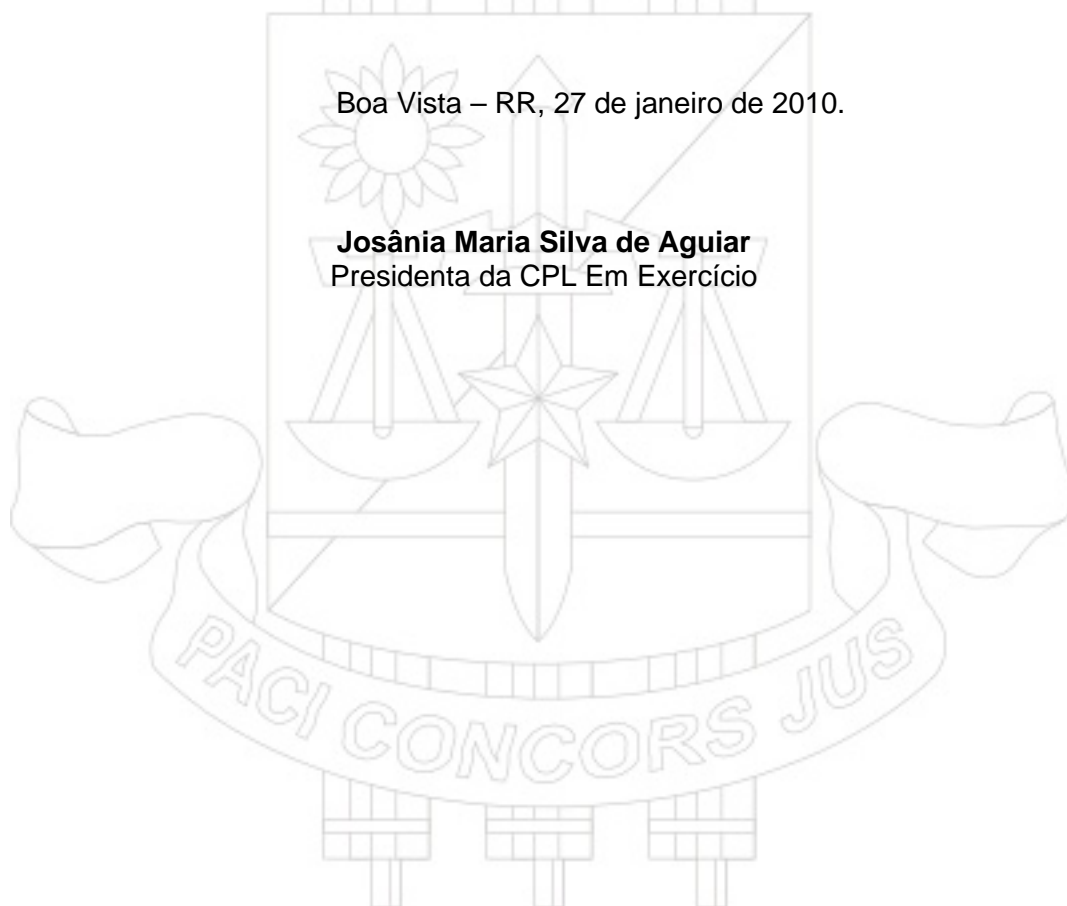 Boa Vista – RR, 27 de janeiro de 2010.
Josânia Maria Silva de Aguiar
Presidenta da CPL Em Exercício
PACI CONCORS JUS